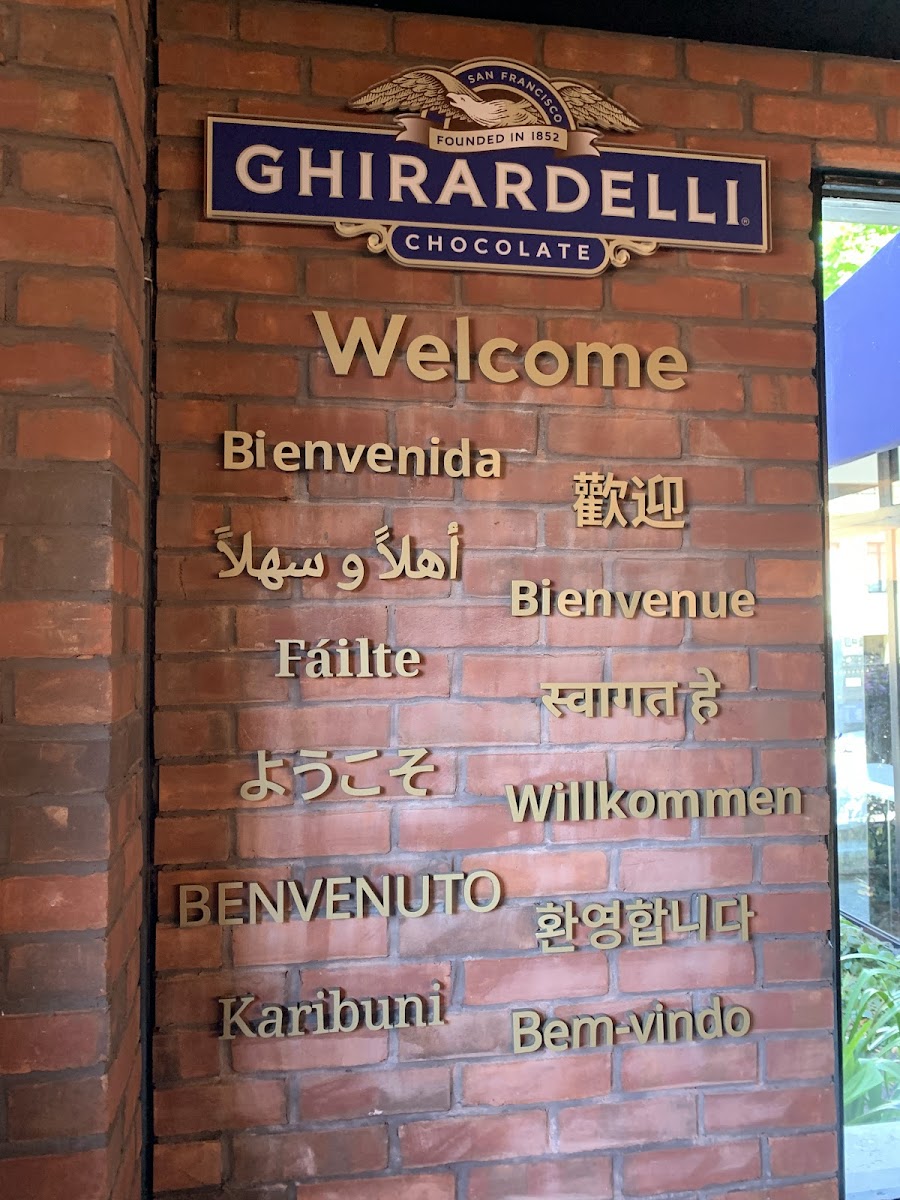 SAN FRANCISCO
FOUNDED IN 1852
GHIRARDELLI®
CHOCOLATE
Welcome
Bienvenida
歡迎
أهلاً و سهلاً
Bienvenue
Fáilte
स्वागत हे
ようこそ
Willlkommen
BENVENUTO
환영합니다
Karibuni
Bem-vindo